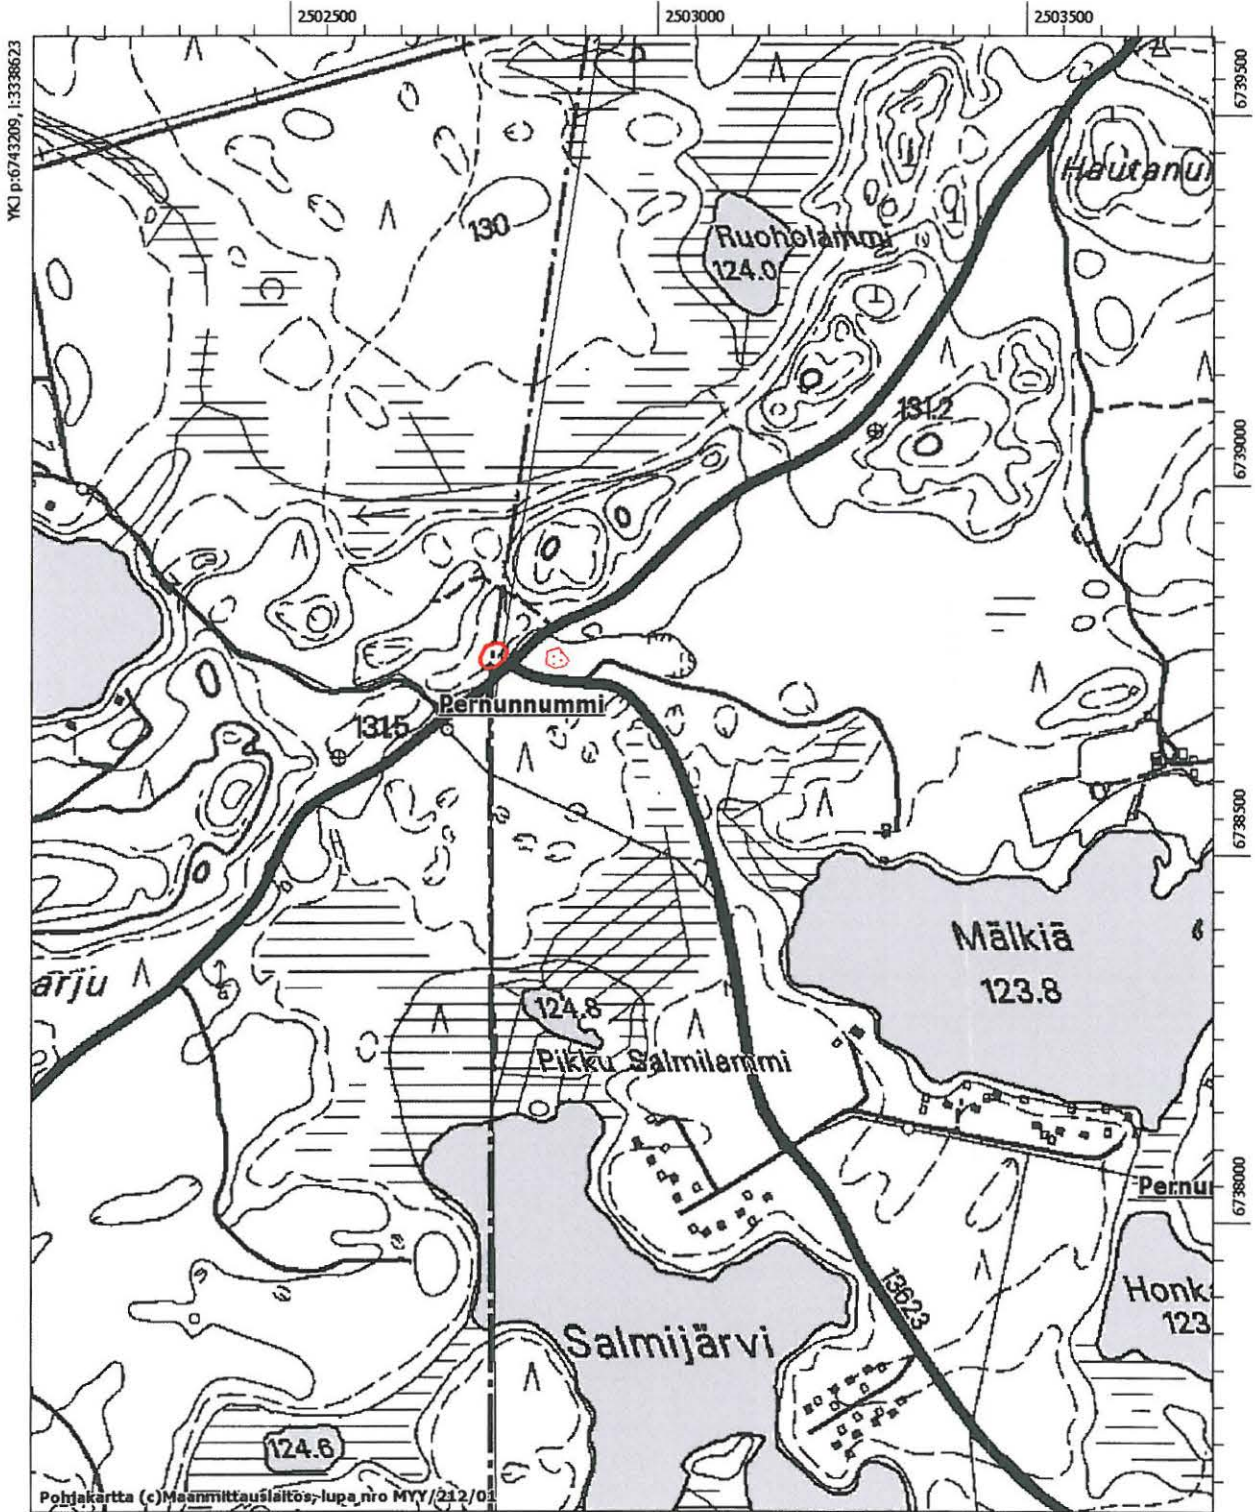 2502500
2503000
2503500
YKJ p:6743209, i:3338623
6739500
Hautanu
130
Ruoholammi
124.0
131.2
6739000
Pernunnummi
131.5
6738500
Mälkiä
123.8
arju
124.8
Pikku Salmilammi
Pernu
6738000
Honk
123
13623
Salmijärvi
124.6
Pohjakartta (c)Maanmittauslaitos, lupa nro MYY/212/01